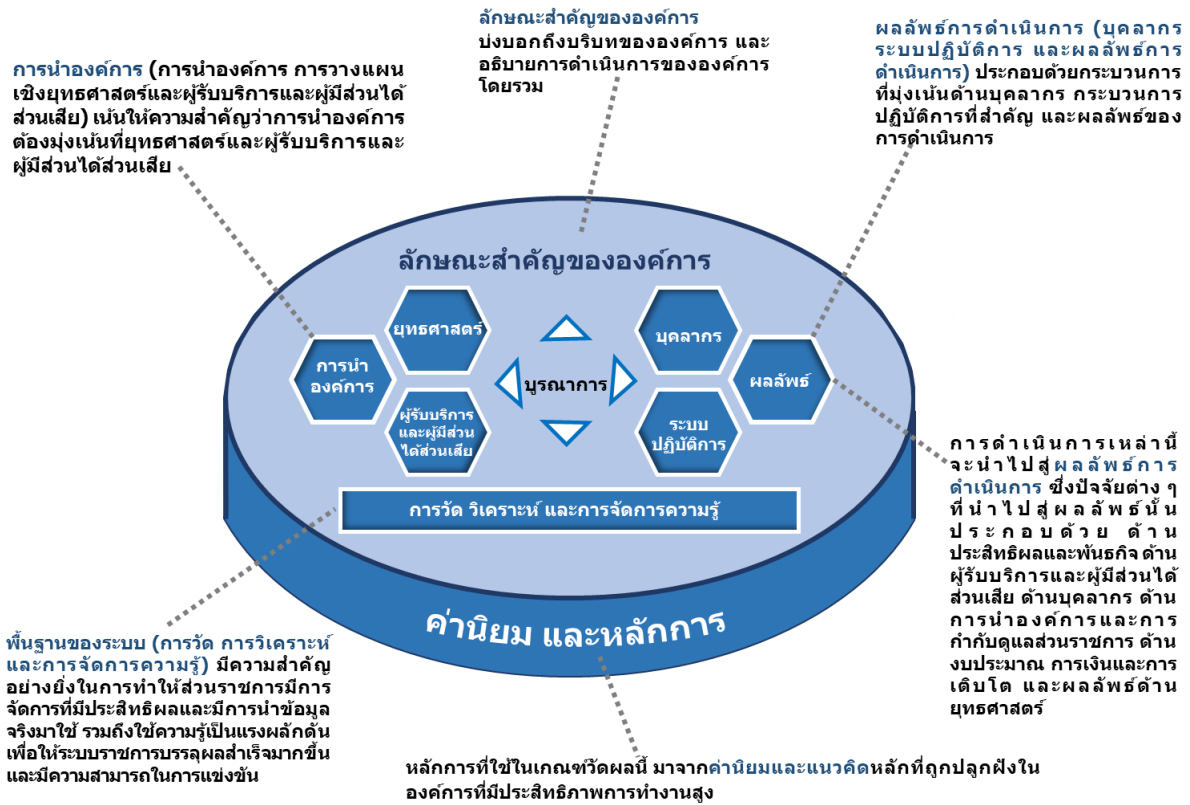 ลักษณะสำคัญขององค์การ
บ่งบอกถึงบริบทขององค์การ และ
อธิบายการดำเนินการขององค์การ
โดยรวม
ผลลัพธ์การดำเนินการ (บุคลากร
ระบบปฏิบัติการ และผลลัพธ์การ
ดำเนินการ) ประกอบด้วยกระบวนการ
ที่มุ่งเน้นด้านบุคลากร กระบวนการ
ปฏิบัติการที่สำคัญ และผลลัพธ์ของ
การดำเนินการ
การนำองค์การ (การนำองค์การ การวางแผน
เชิงยุทธศาสตร์และผู้รับบริการและผู้มีส่วนได้
ส่วนเสีย) เน้นให้ความสำคัญว่าการนำองค์การ
ต้องมุ่งเน้นที่ยุทธศาสตร์และผู้รับบริการและ
ผู้มีส่วนได้ส่วนเสีย
ลักษณะสำคัญขององค์การ
ยุทธศาสตร์
บุคลากร
การนำ
องค์การ
บูรณาการ
ผลลัพธ์
ผู้รับบริการ
และผู้มีส่วน
ได้ส่วนเสีย
ระบบ
ปฏิบัติการ
การวัด วิเคราะห์ และการจัดการความรู้
ค่านิยม และหลักการ
การดำเนินการเหล่านี้
จะนำไปสู่ผลลัพธ์การ
ดำเนินการ ซึ่งปัจจัยต่าง ๆ
ที่นำไปสู่ผลลัพธ์นั้น
ประกอบด้วย ด้าน
ประสิทธิผลและพันธกิจ ด้าน
ผู้รับบริการและผู้มีส่วนได้
ส่วนเสีย ด้านบุคลากร ด้าน
การนำองค์การและการ
กำกับดูแลส่วนราชการ ด้าน
งบประมาณ การเงินและการ
เติบโต และผลลัพธ์ด้าน
ยุทธศาสตร์
พื้นฐานของระบบ (การวัด การวิเคราะห์
และการจัดการความรู้) มีความสำคัญ
อย่างยิ่งในการทำให้ส่วนราชการมีการ
จัดการที่มีประสิทธิผลและมีการนำข้อมูล
จริงมาใช้ รวมถึงใช้ความรู้เป็นแรงผลักดัน
เพื่อให้ระบบราชการบรรลุผลสำเร็จมากขึ้น
และมีความสามารถในการแข่งขัน
หลักการที่ใช้ในเกณฑ์วัดผลนี้ มาจากค่านิยมและแนวคิดหลักที่ถูกปลูกฝังใน
องค์การที่มีประสิทธิภาพการทำงานสูง